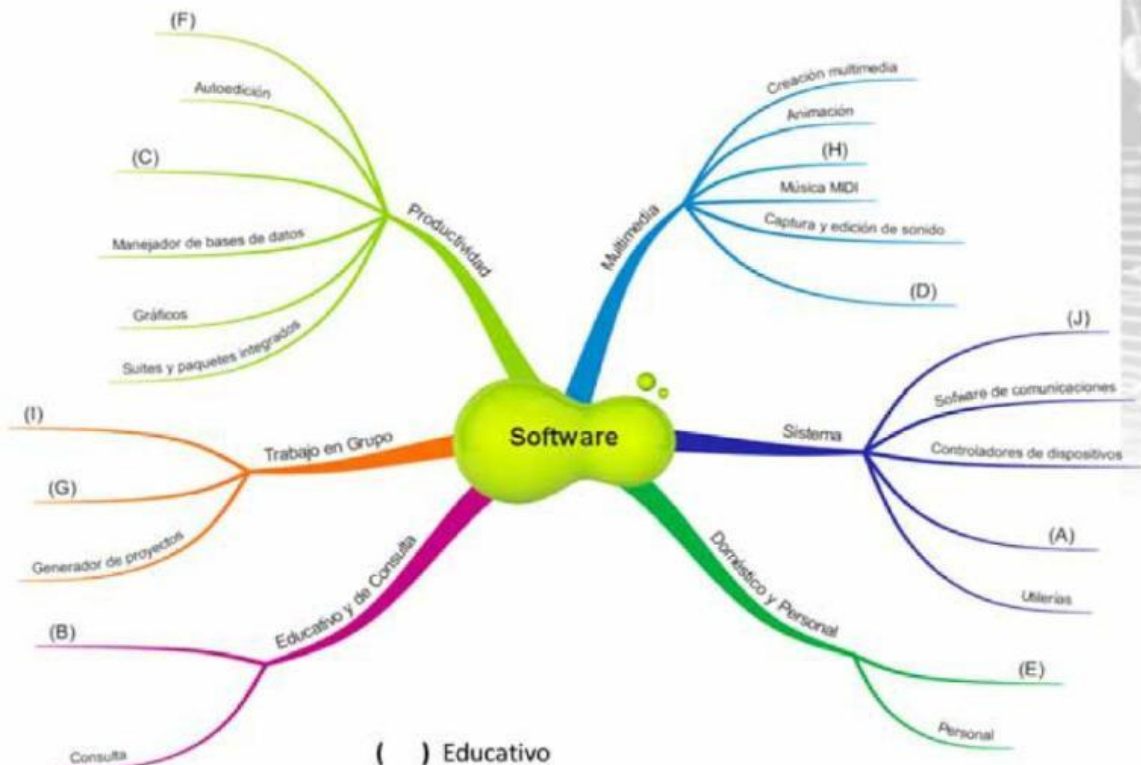 (F)
Autoedición
(C)
Manejador de bases de datos
Gráficos
Suites y paquetes integrados
Productividad
Creación multimedia
Animación
(H)
Música MIDI
Captura y edición de sonido
(D)
Multimedia
(J)
Sofware de comunicaciones
Controladores de dispositivos
(A)
Utilerías
Sistema
Software
(I)
(G)
Generador de proyectos
Trabajo en Grupo
(B)
Consulta
Educativo y de Consulta
Doméstico y Personal
(E)
Personal
( ) Educativo